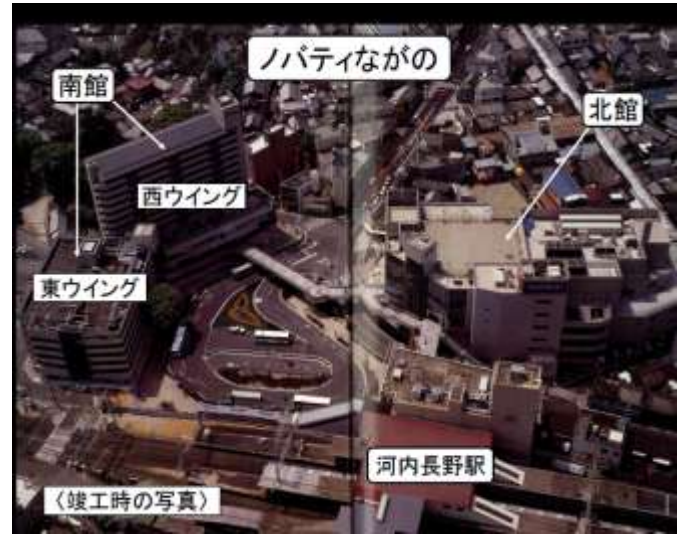 ノバティながの
南館
北館
西ウイング
東ウイング
河内長野駅
〈竣工時の写真〉